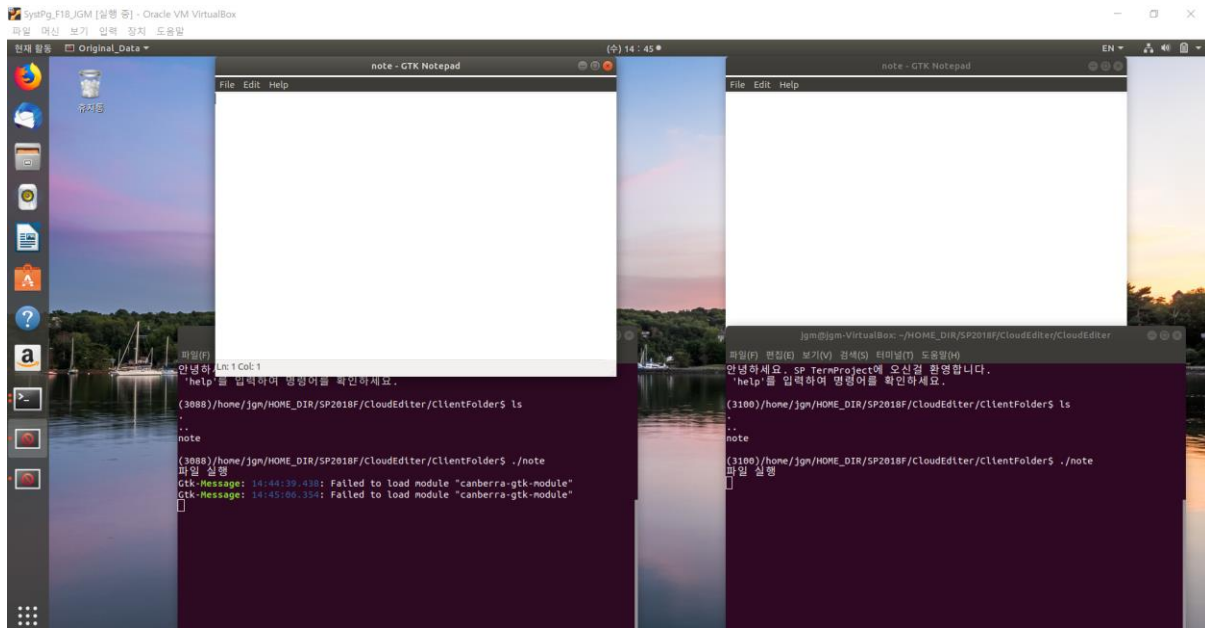 SystPg_F18_JGM [실행 중] - Oracle VM VirtualBox
파일 머신 보기 입력 장치 도움말
현재 활동 Original_Data
(수) 14 : 45
EN
휴지통
note - GTK Notepad
File Edit Help
Ln: 1 Col: 1
파일(F)
안녕하
'help'를 입력하여 명령어를 확인하세요.
(3088)/home/jgm/HOME_DIR/SP2018F/CloudEditer/ClientFolder$ ls
.
..
note
(3088)/home/jgm/HOME_DIR/SP2018F/CloudEditer/ClientFolder$ ./note
파일 실행
Gtk-Message: 14:44:39.438: Failed to load module "canberra-gtk-module"
Gtk-Message: 14:45:06.354: Failed to load module "canberra-gtk-module"
note - GTK Notepad
File Edit Help
jgm@jgm-VirtualBox: ~/HOME_DIR/SP2018F/CloudEditer/CloudEditer
파일(F) 편집(E) 보기(V) 검색(S) 터미널(T) 도움말(H)
안녕하세요. SP TermProject에 오신걸 환영합니다.
'help'를 입력하여 명령어를 확인하세요.
(3100)/home/jgm/HOME_DIR/SP2018F/CloudEditer/ClientFolder$ ls
.
..
note
(3100)/home/jgm/HOME_DIR/SP2018F/CloudEditer/ClientFolder$ ./note
파일 실행